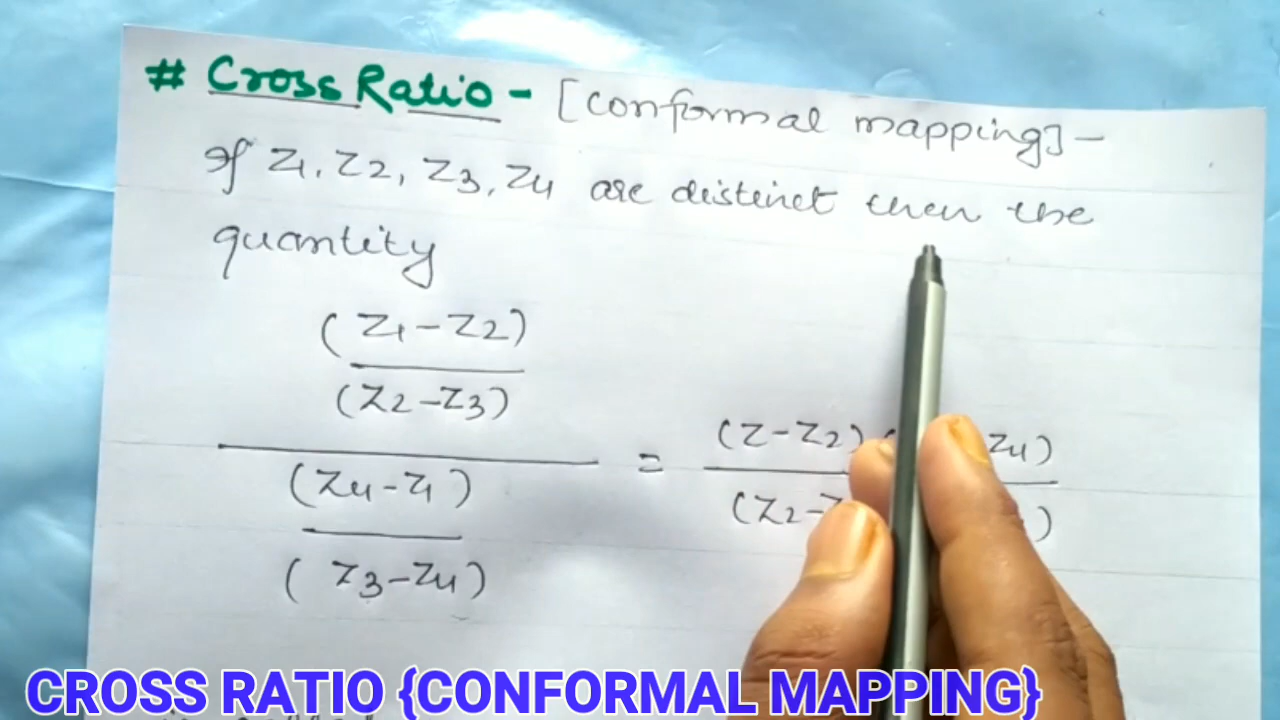 # Cross Ratio - [Conformal mapping] -
If Z1, Z2, Z3, Z4 are distinct then the
quantity
(Z1-Z2)
(Z2-Z3)
(Z4-Z1)
(Z3-Z4)
= (Z-Z2) Z4)
(Z2- )
CROSS RATIO {CONFORMAL MAPPING}